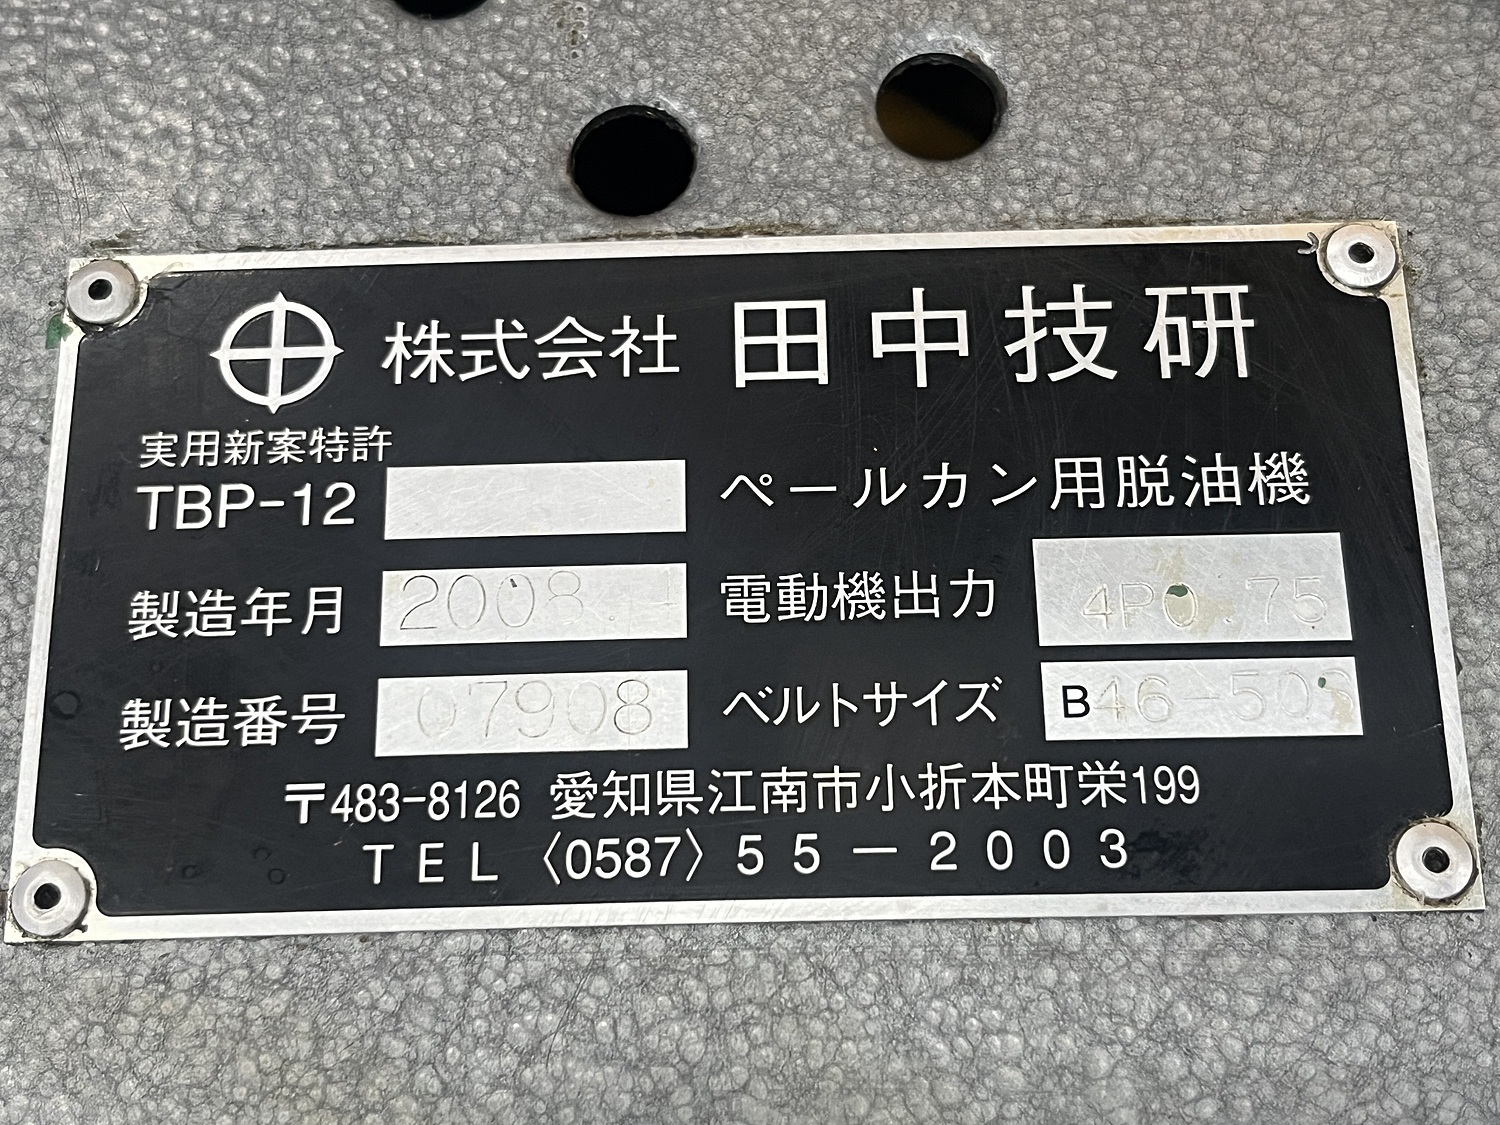 株式会社 田中技研
実用新案特許
TBP-12 ペールカン用脱油機
製造年月 2008 1 電動機出力 4P0.75
製造番号 07908 ベルトサイズ B46-50
〒483-8126 愛知県江南市小折本町栄199
TEL〈0587〉55-2003